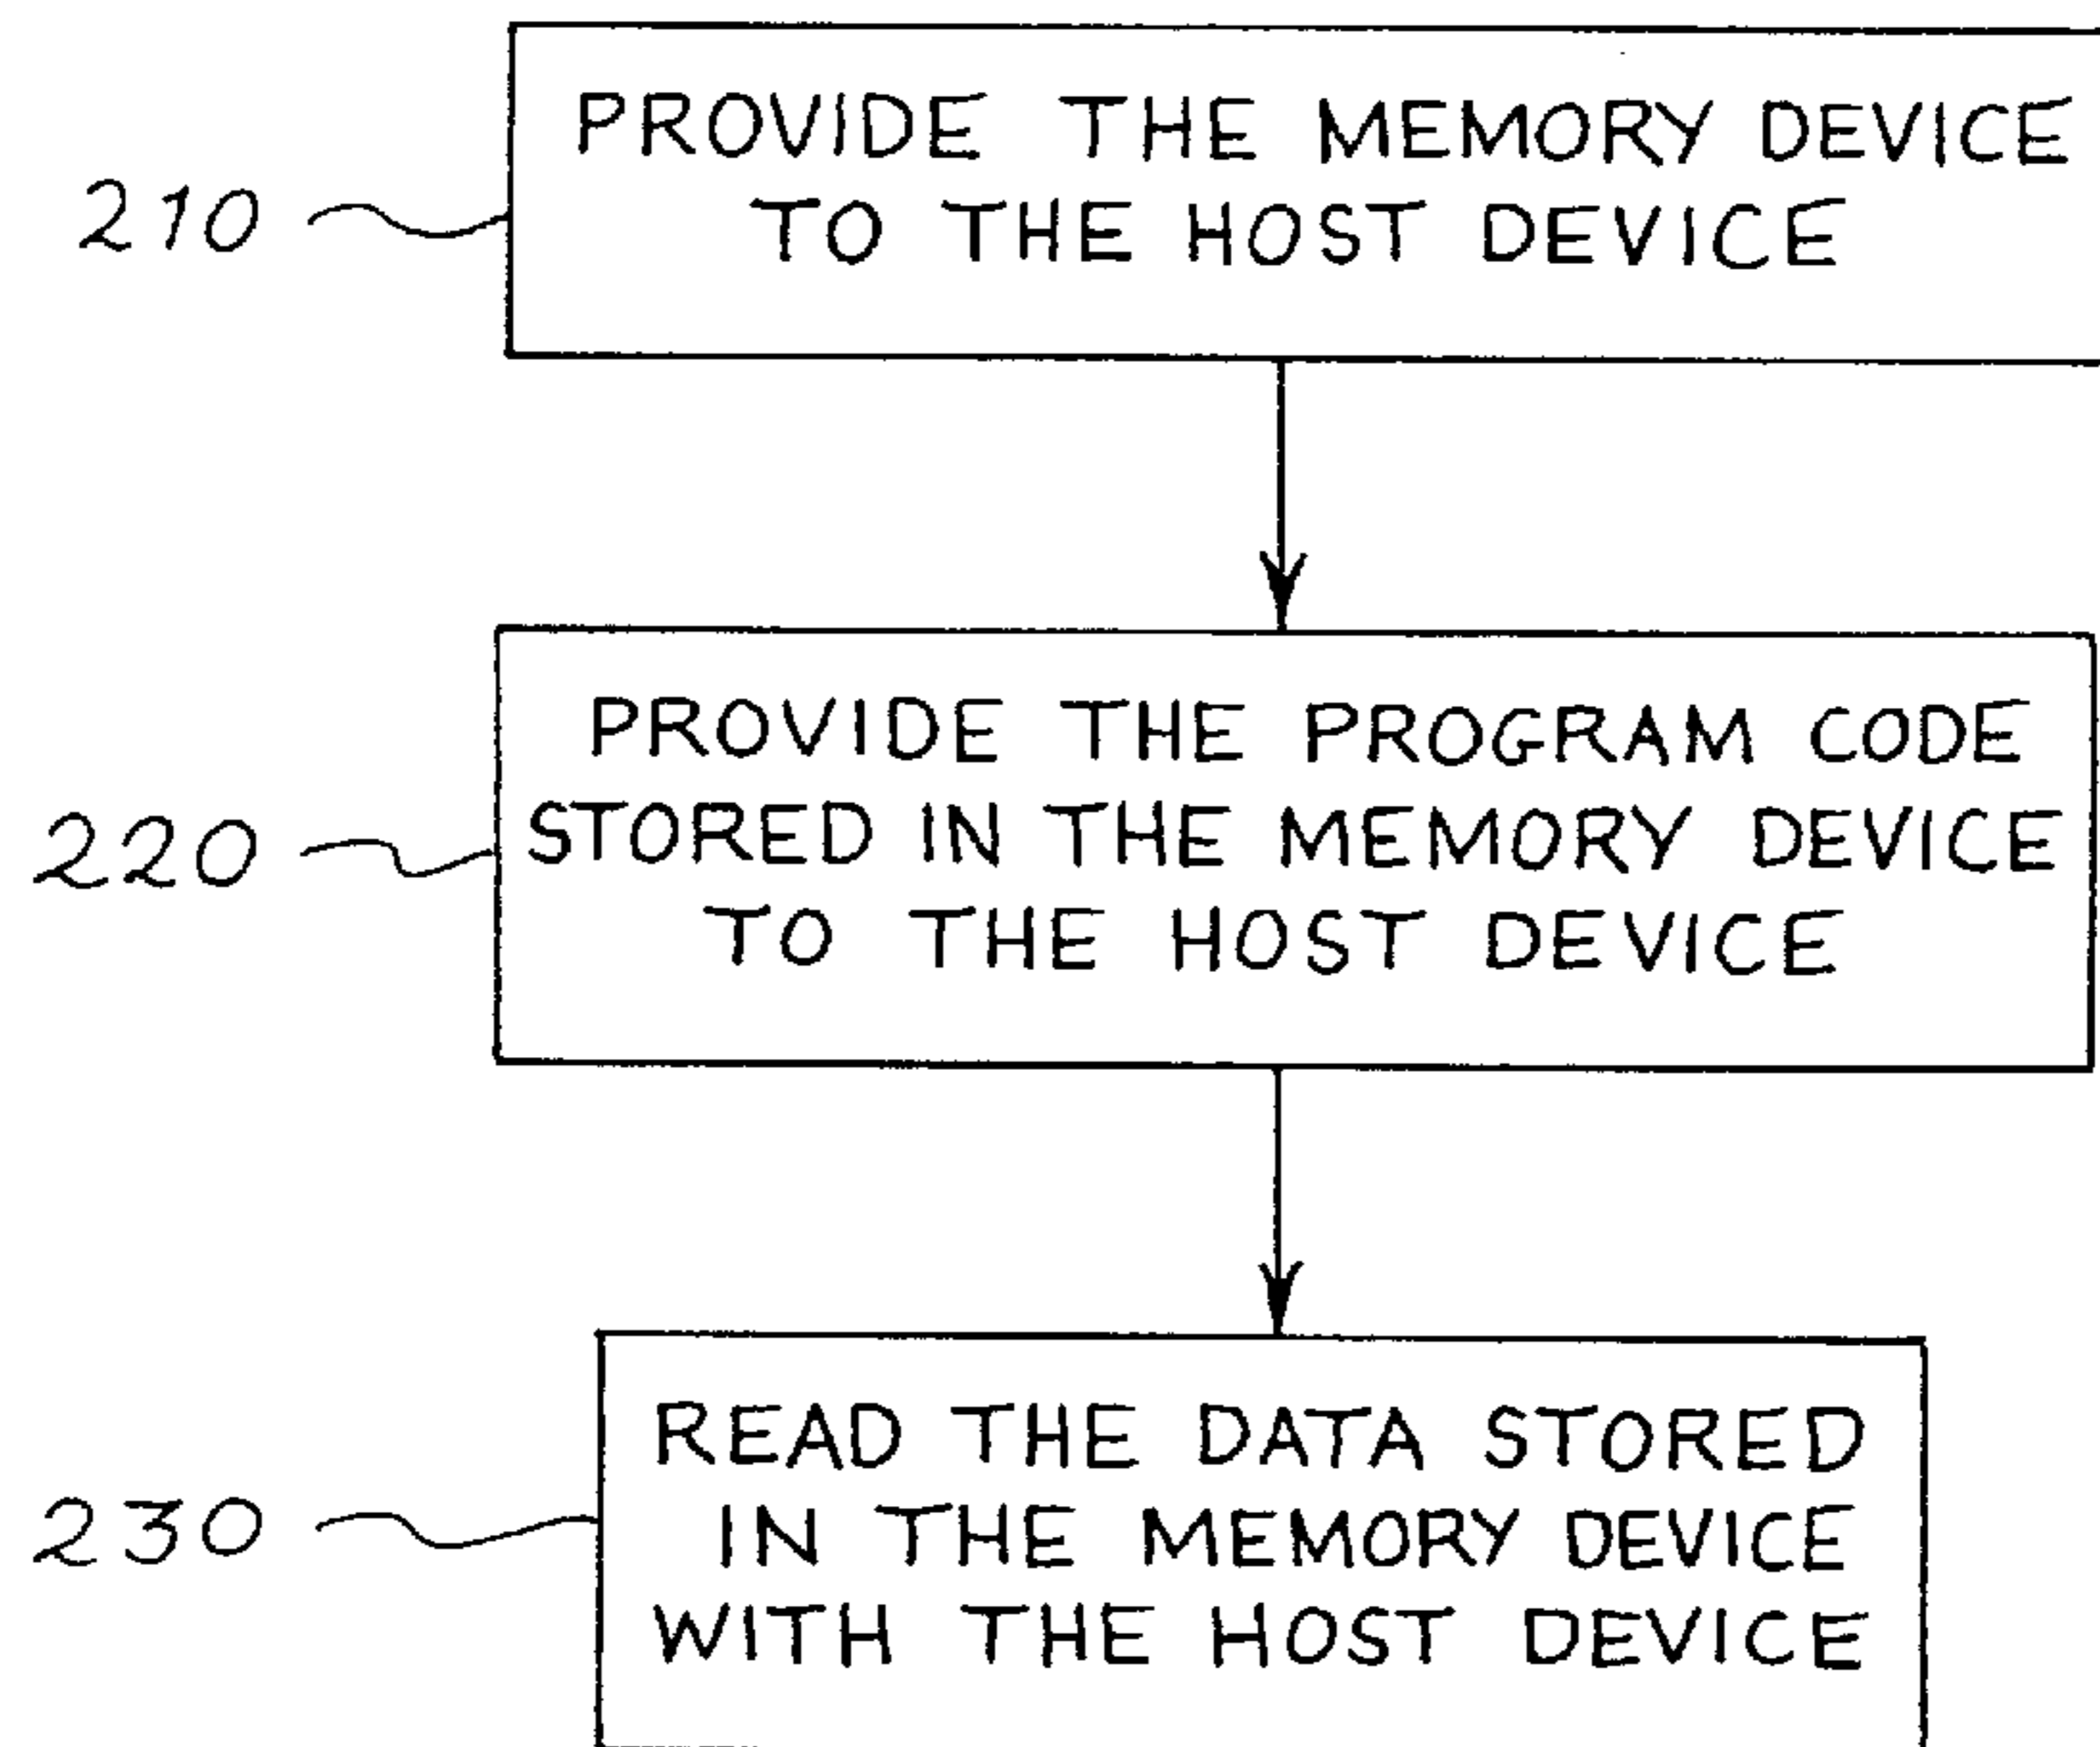 PROVIDE THE MEMORY DEVICE
210
TO THE HOST DEVICE
PROVIDE THE PROGRAM CODE
220
STORED IN THE MEMORY DEVICE
TO THE HOST DEVICE
READ THE DATA STORED
230
IN THE MEMORY DEVICE
WITH THE HOST DEVICE